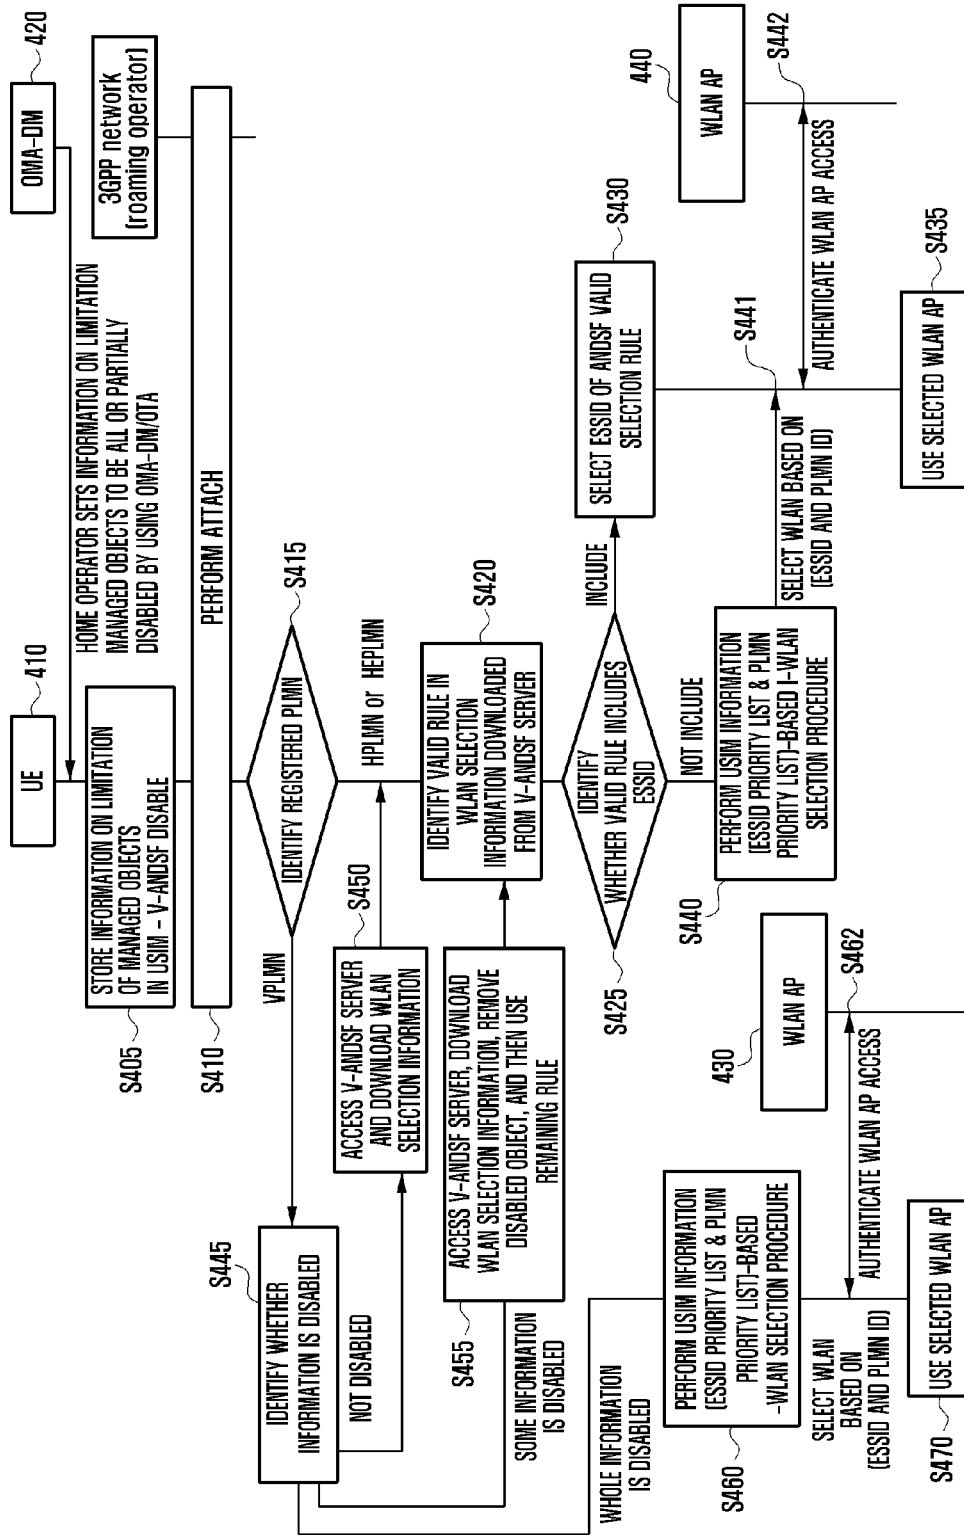 UE
410
OMA-DM
420
HOME OPERATOR SETS INFORMATION ON LIMITATION
MANAGED OBJECTS TO BE ALL OR PARTIALLY
DISABLED BY USING OMA-DM/OTA
3GPP network
(roaming operator)
STORE INFORMATION ON LIMITATION
OF MANAGED OBJECTS
IN USIM - V-ANDSF DISABLE
S405
PERFORM ATTACH
S410
IDENTIFY REGISTERED PLMN
S415
VPLMN
HPLMN or HEPLMN
S445
IDENTIFY WHETHER
INFORMATION IS DISABLED
NOT DISABLED
ACCESS V-ANDSF SERVER
AND DOWNLOAD WLAN
SELECTION INFORMATION
S450
IDENTIFY VALID RULE IN
WLAN SELECTION
INFORMATION DOWNLOADED
FROM V-ANDSF SERVER
S420
ACCESS V-ANDSF SERVER, DOWNLOAD
WLAN SELECTION INFORMATION, REMOVE
DISABLED OBJECT, AND THEN USE
REMAINING RULE
S455
SOME INFORMATION
IS DISABLED
IDENTIFY
WHETHER VALID RULE INCLUDES
ESSID
S425
INCLUDE
SELECT ESSID OF ANDSF VALID
SELECTION RULE
S430
WLAN AP
440
NOT INCLUDE
PERFORM USIM INFORMATION
(ESSID PRIORITY LIST & PLMN
PRIORITY LIST)-BASED I-WLAN
SELECTION PROCEDURE
S440
SELECT WLAN BASED ON
(ESSID AND PLMN ID)
S441
AUTHENTICATE WLAN AP ACCESS
S442
USE SELECTED WLAN AP
S435
WHOLE INFORMATION
IS DISABLED
PERFORM USIM INFORMATION
(ESSID PRIORITY LIST & PLMN
PRIORITY LIST)-BASED
-WLAN SELECTION PROCEDURE
S460
WLAN AP
430
SELECT WLAN
BASED ON
(ESSID AND PLMN ID)
AUTHENTICATE WLAN AP ACCESS
S462
USE SELECTED WLAN AP
S470